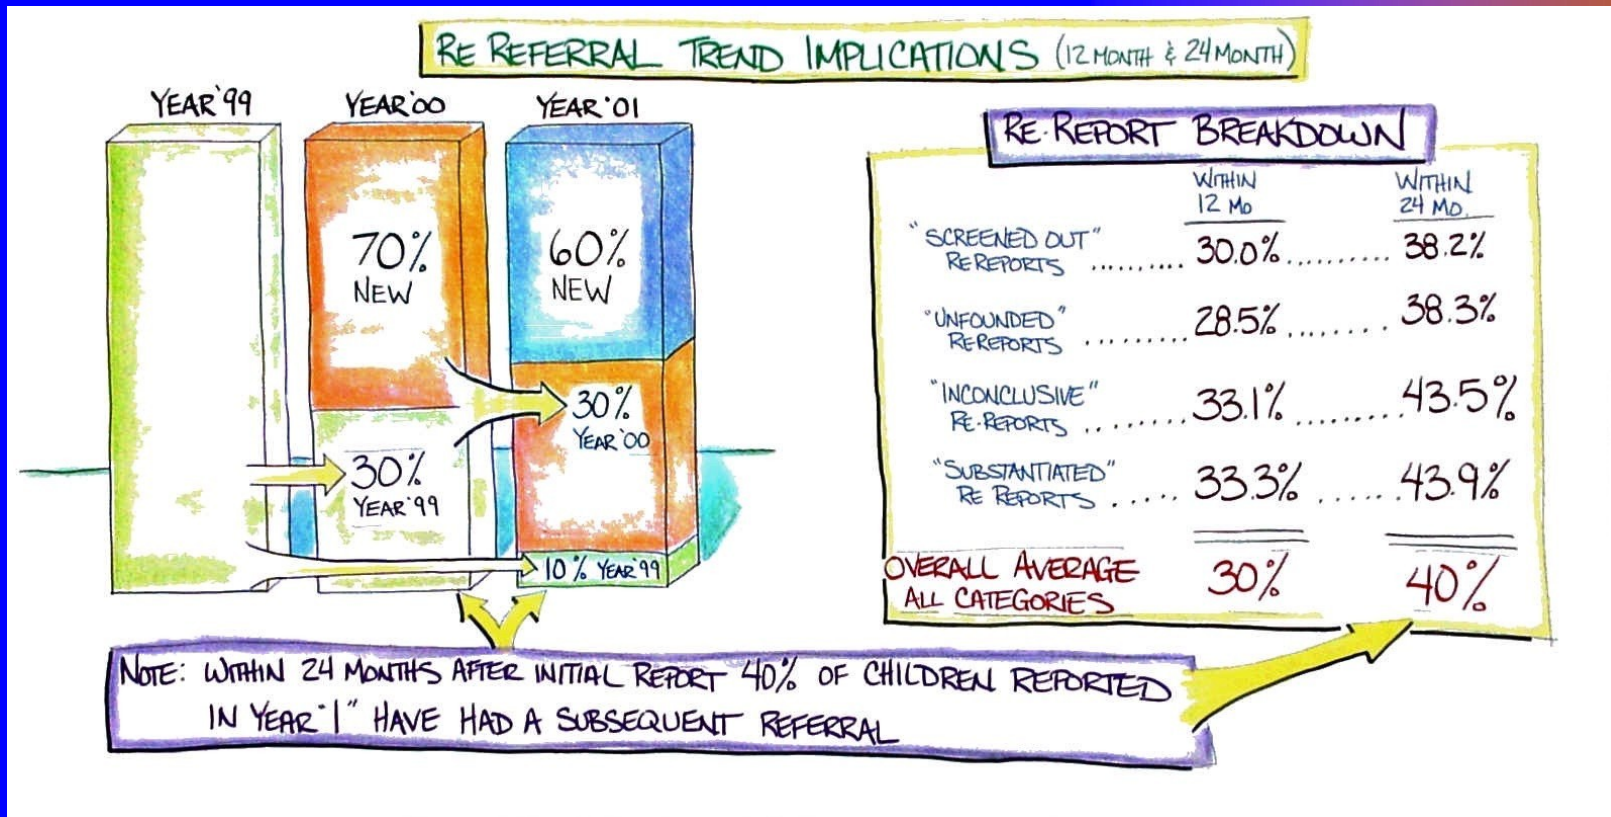 RE REFERRAL TREND IMPLICATIONS (12 MONTH & 24 MONTH)
YEAR '99
YEAR '00
YEAR '01
70%
NEW
60%
NEW
30%
YEAR '00
30%
YEAR '99
10% YEAR '99
RE-REPORT BREAKDOWN
WITHIN
12 MO
WITHIN
24 MO.
"SCREENED OUT"
RE REPORTS .......... 30.0% .......... 38.2%
"UNFOUNDED"
RE REPORTS ......... 28.5% ........ 38.3%
"INCONCLUSIVE"
RE-REPORTS ........ 33.1% ........ 43.5%
"SUBSTANTIATED"
RE REPORTS ..... 33.3% ...... 43.9%
OVERALL AVERAGE
ALL CATEGORIES 30% 40%
NOTE: WITHIN 24 MONTHS AFTER INITIAL REPORT 40% OF CHILDREN REPORTED
IN YEAR "1" HAVE HAD A SUBSEQUENT REFERRAL